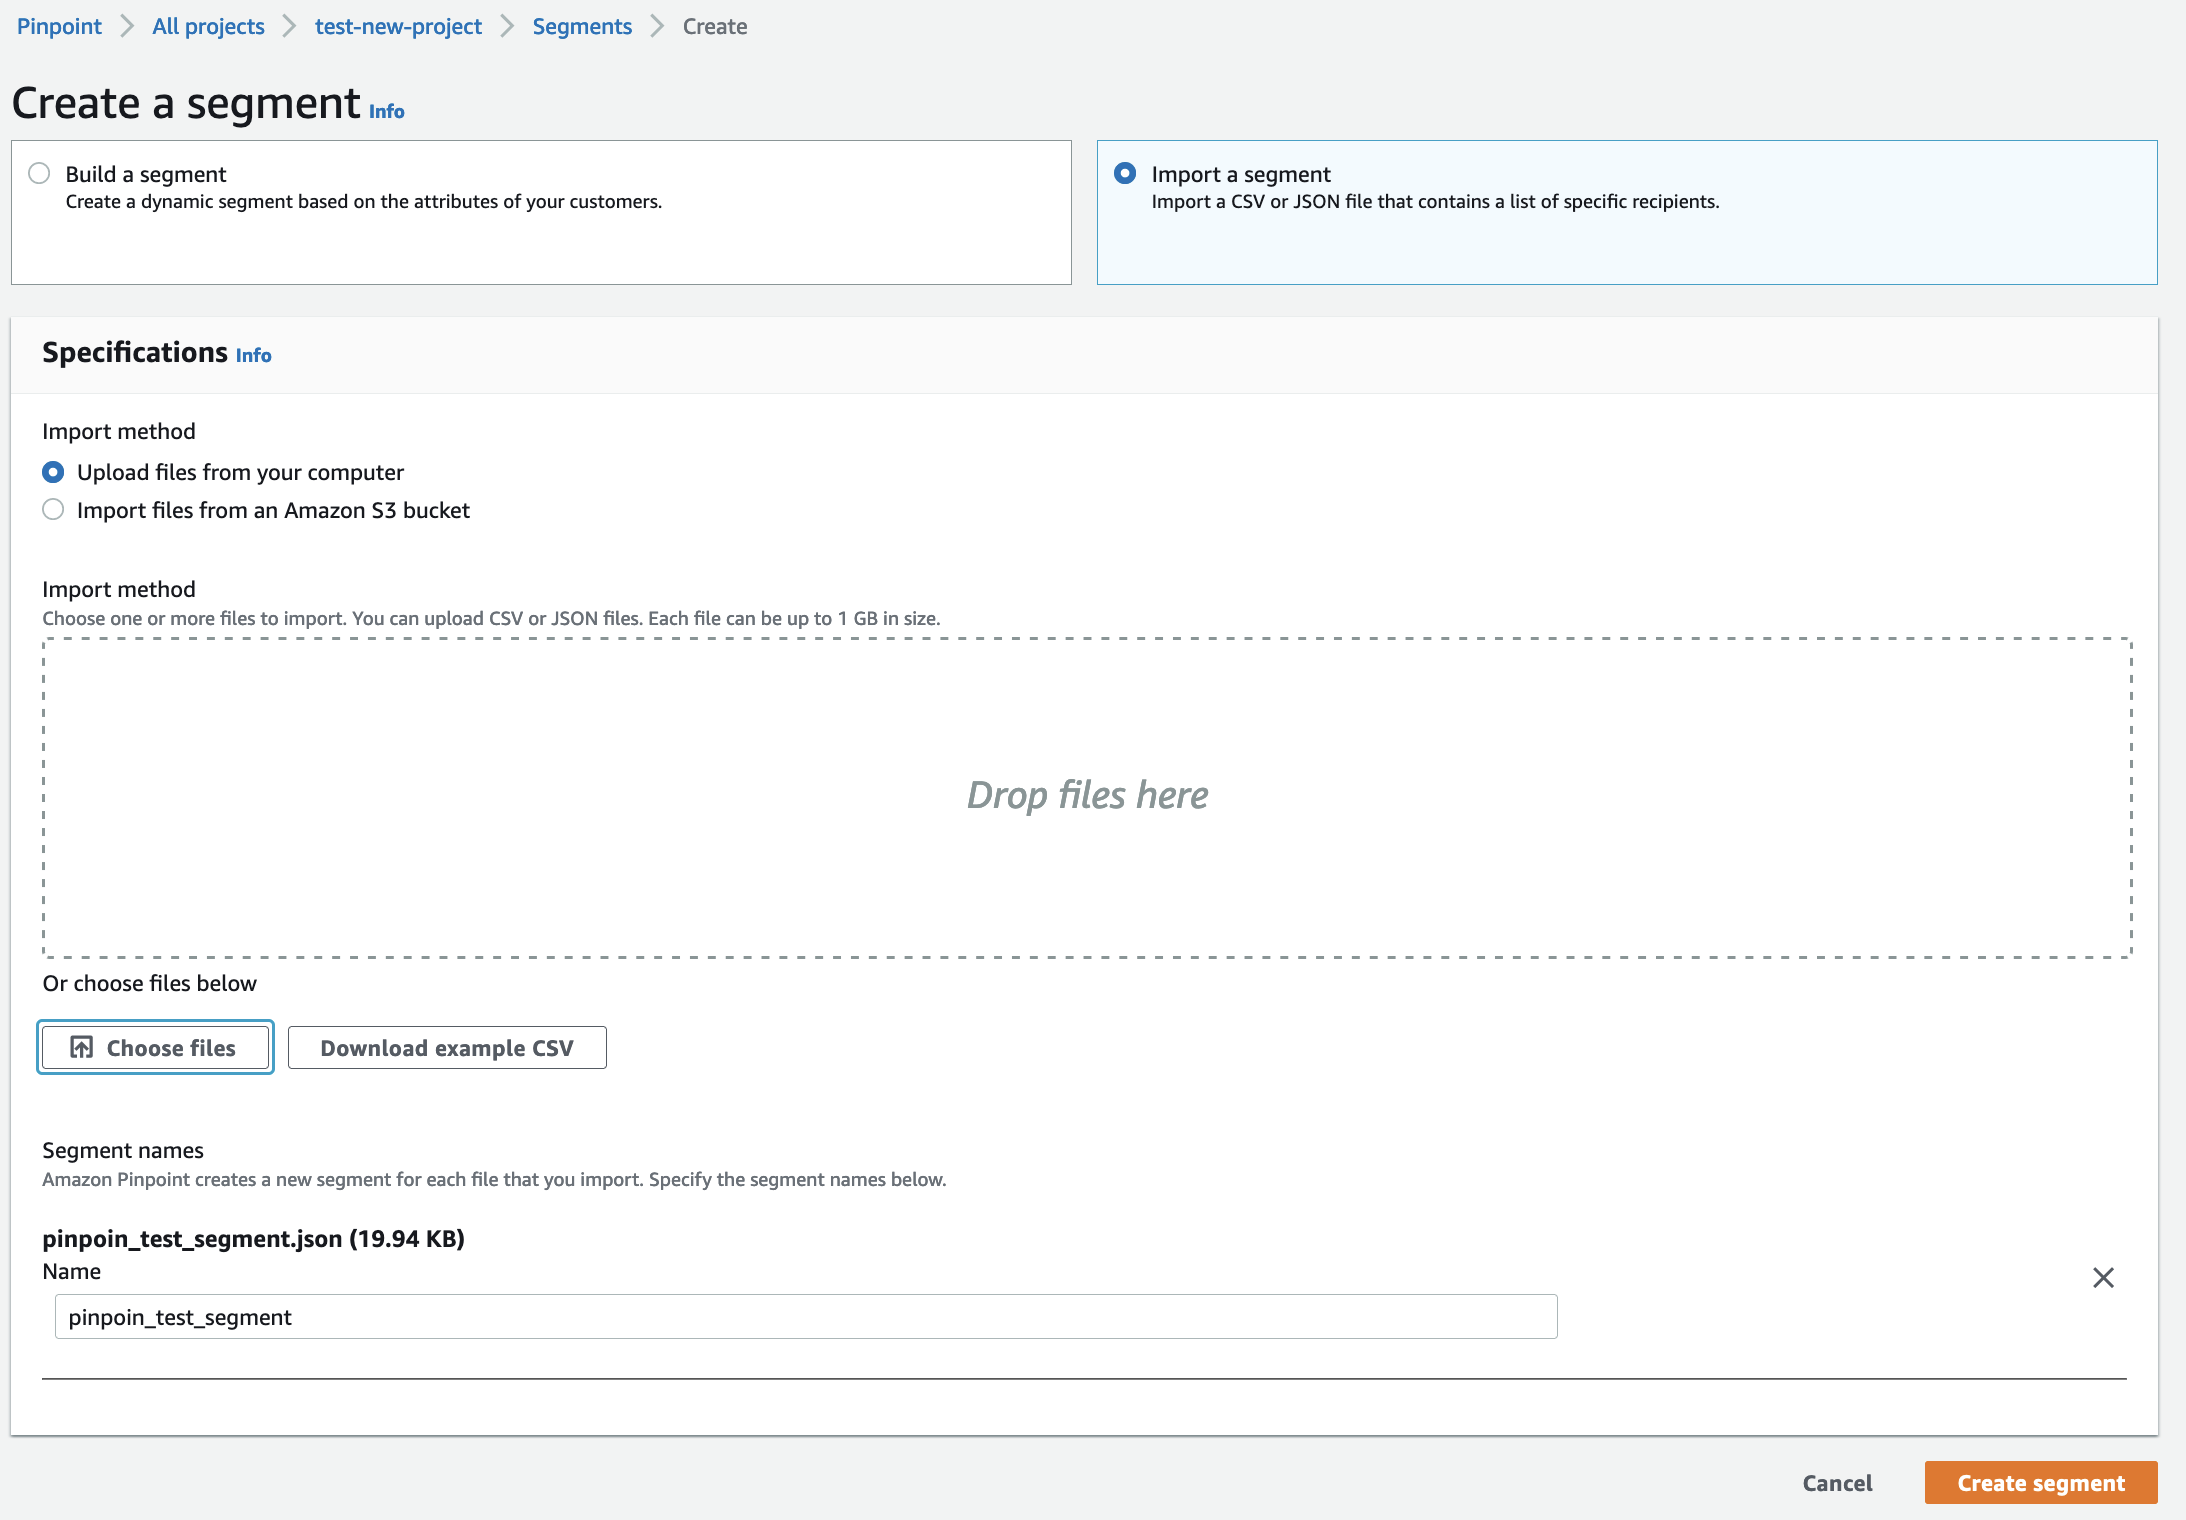 Pinpoint > All projects > test-new-project > Segments > Create
Create a segment Info
Build a segment
Create a dynamic segment based on the attributes of your customers.
Import a segment
Import a CSV or JSON file that contains a list of specific recipients.
Specifications Info
Import method
Upload files from your computer
Import files from an Amazon S3 bucket
Import method
Choose one or more files to import. You can upload CSV or JSON files. Each file can be up to 1 GB in size.
Drop files here
Or choose files below
Choose files
Download example CSV
Segment names
Amazon Pinpoint creates a new segment for each file that you import. Specify the segment names below.
pinpoin_test_segment.json (19.94 KB)
Name
pinpoin_test_segment
Cancel
Create segment